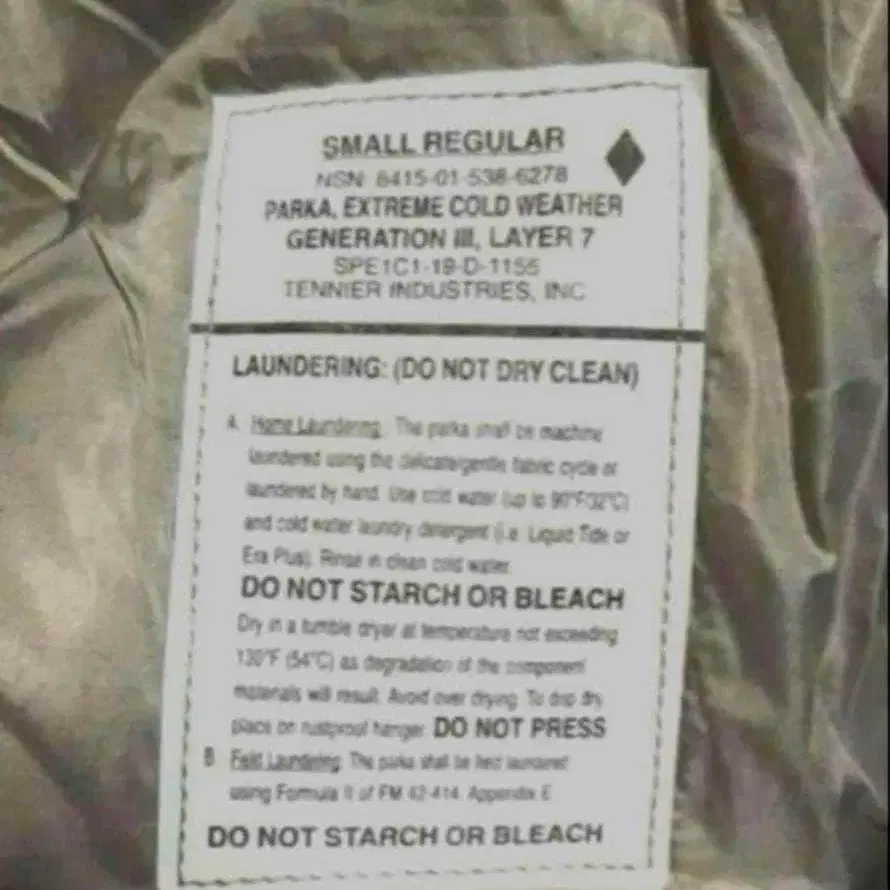 SMALL REGULAR
NSN: 8415-01-538-6278
PARKA, EXTREME COLD WEATHER
GENERATION III, LAYER 7
SPE1C1-19-D-1155
TENNIER INDUSTRIES, INC
LAUNDERING: (DO NOT DRY CLEAN)
A. Home Laundering. The parka shall be machine
laundered using the delicate/gentle fabric cycle or
laundered by hand. Use cold water (up to 90°F/32°C)
and cold water laundry detergent (i.e. Liquid Tide or
Era Plus). Rinse in clean cold water.
DO NOT STARCH OR BLEACH
Dry in a tumble dryer at temperature not exceeding
130°F (54°C) as degradation of the component
materials will result. Avoid over drying. To drip dry
place on rustproof hanger. DO NOT PRESS
B Field Laundering. The parka shall be field laundered
using Formula II of FM 42-414, Appendix E
DO NOT STARCH OR BLEACH